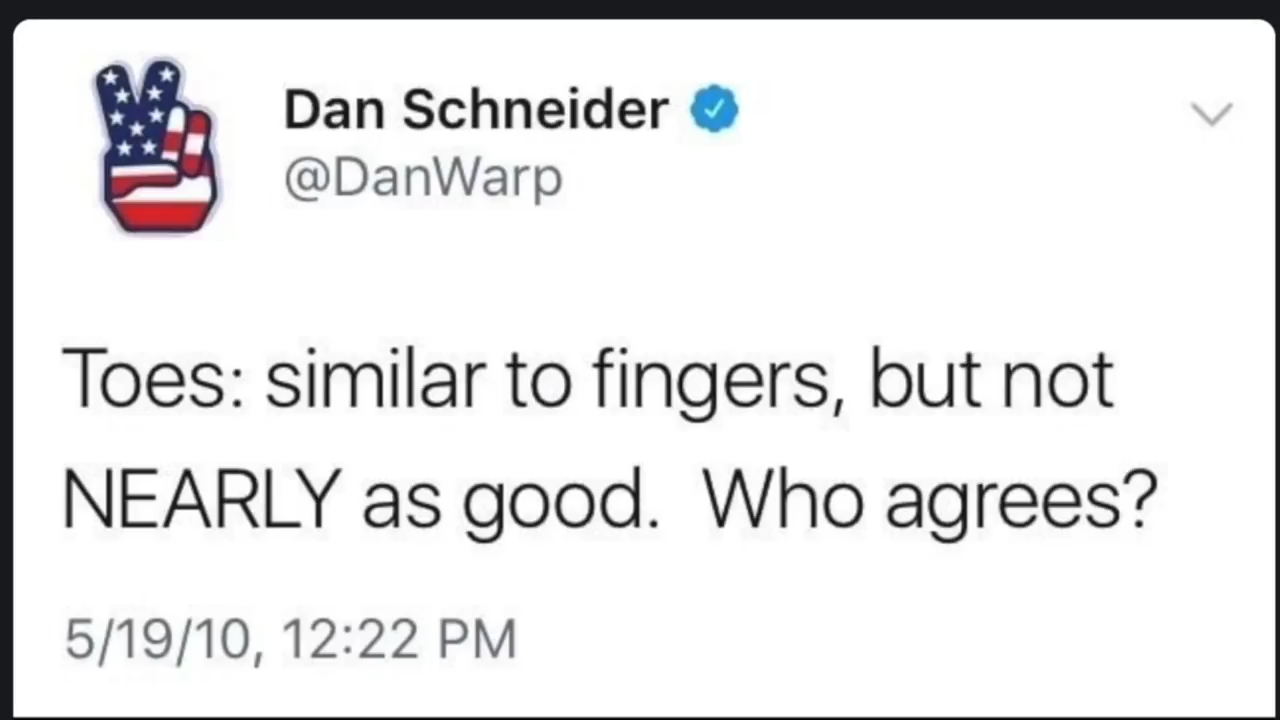 Dan Schneider
@DanWarp
Toes: similar to fingers, but not
NEARLY as good.  Who agrees?
5/19/10, 12:22 PM